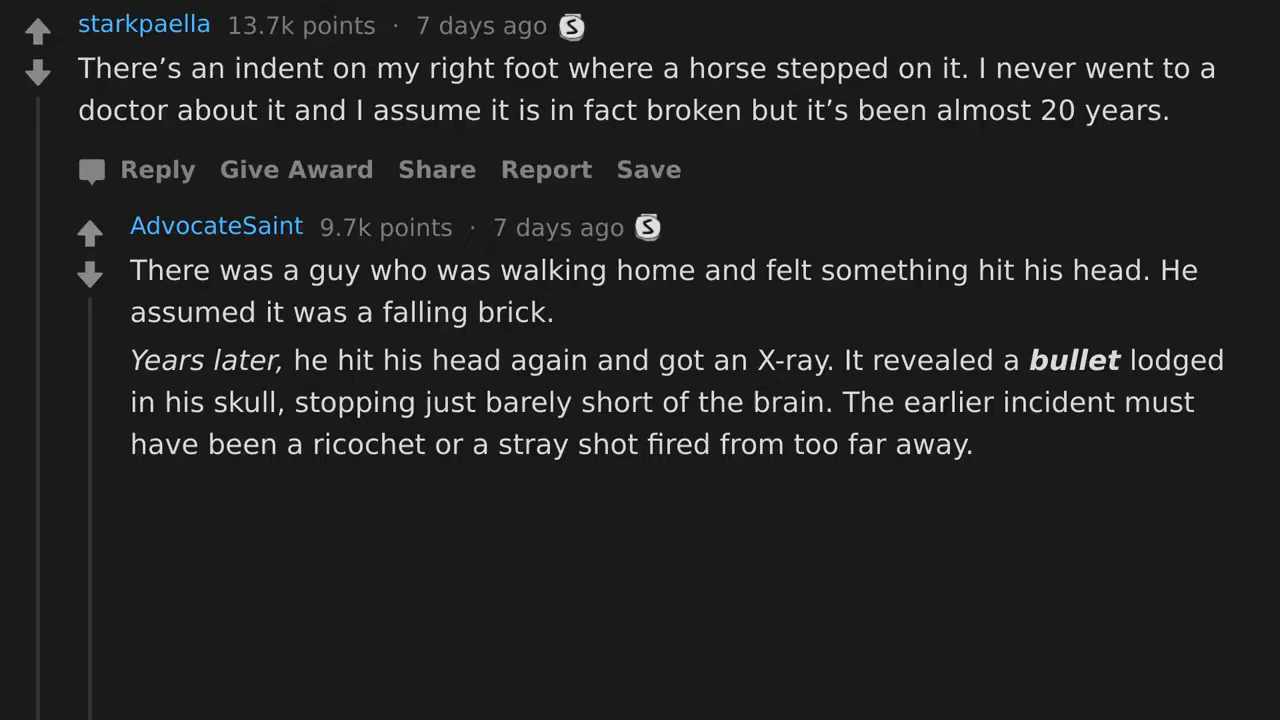 starkpaella 13.7k points · 7 days ago S
There’s an indent on my right foot where a horse stepped on it. I never went to a
doctor about it and I assume it is in fact broken but it’s been almost 20 years.
Reply Give Award Share Report Save
AdvocateSaint 9.7k points · 7 days ago S
There was a guy who was walking home and felt something hit his head. He
assumed it was a falling brick.
Years later, he hit his head again and got an X-ray. It revealed a bullet lodged
in his skull, stopping just barely short of the brain. The earlier incident must
have been a ricochet or a stray shot fired from too far away.